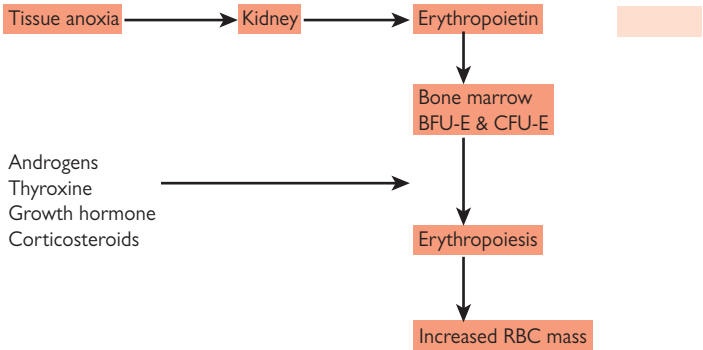 Tissue anoxia
Kidney
Erythropoietin
Bone marrow
BFU-E & CFU-E
Androgens
Thyroxine
Growth hormone
Corticosteroids
Erythropoiesis
Increased RBC mass